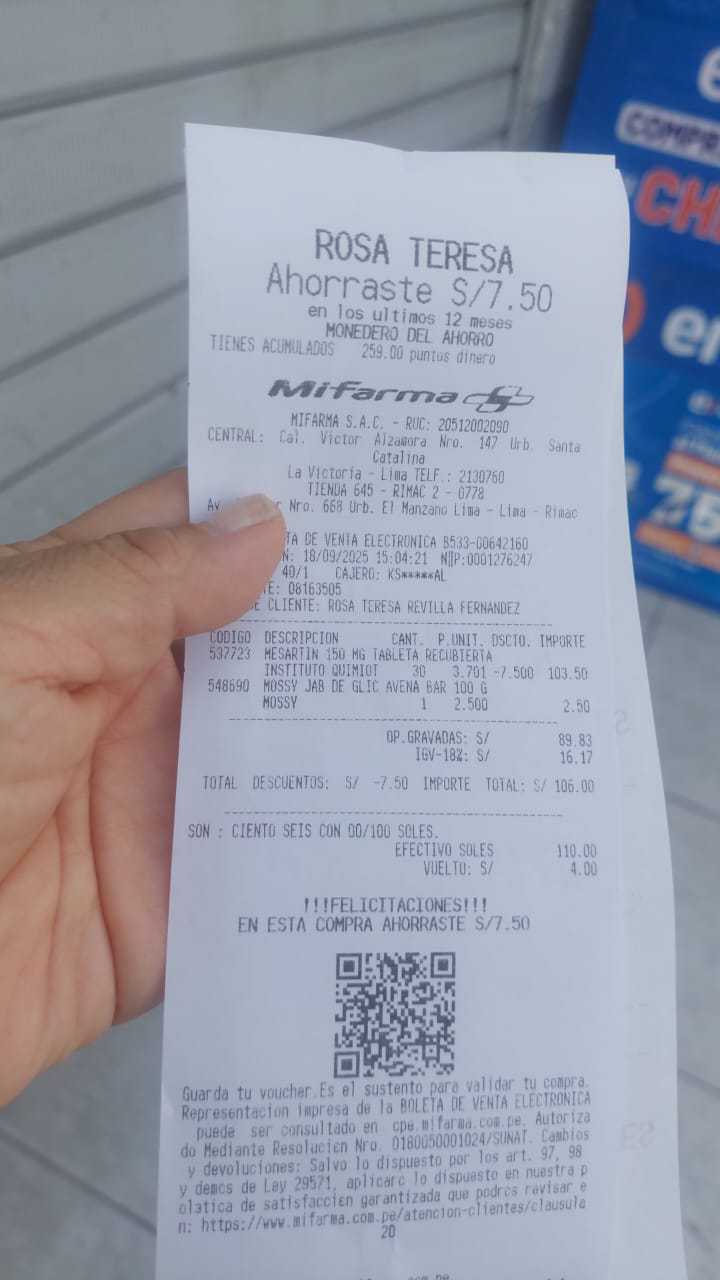 ROSA TERESA
Ahorraste S/7.50
en los ultimos 12 meses
MONEDERO DEL AHORRO
TIENES ACUMULADOS 259.00 puntos dinero
Mifarma
MIFARMA S.A.C. - RUC: 20512002090
CENTRAL: Cal. Victor Alzamora Nro. 147 Urb. Santa
Catalina
La Victoria - Lima TELF.: 2130760
TIENDA 645 - RIMAC 2 - 0778
Av Nro. 668 Urb. El Manzano Lima - Lima - Rimac
TA DE VENTA ELECTRONICA B533-00642160
N: 18/09/2025 15:04:21 N||P:0001276247
40/1 CAJERO: KS*****AL
TE: 08163505
E CLIENTE: ROSA TERESA REVILLA FERNANDEZ
CODIGO DESCRIPCION CANT. P.UNIT. DSCTO. IMPORTE
537723 MESARTIN 150 MG TABLETA RECUBIERTA
INSTITUTO QUIMIOT 30 3.701 -7.500 103.50
548690 MOSSY JAB DE GLIC AVENA BAR 100 G
MOSSY 1 2.500 2.50
OP.GRAVADAS: S/ 89.83
IGV-18%: S/ 16.17
TOTAL DESCUENTOS: S/ -7.50 IMPORTE TOTAL: S/ 106.00
SON : CIENTO SEIS CON 00/100 SOLES.
EFECTIVO SOLES 110.00
VUELTO: S/ 4.00
!!!FELICITACIONES!!!
EN ESTA COMPRA AHORRASTE S/7.50
Guarda tu voucher.Es el sustento para validar tu compra.
Representacion impresa de la BOLETA DE VENTA ELECTRONICA
puede ser consultado en cpe.mifarma.com.pe. Autoriza
do Mediante Resolucion Nro. 0180050001024/SUNAT. Cambios
y devoluciones: Salvo lo dispuesto por los art. 97, 98
y demos de Ley 29571, aplicarc lo dispuesto en nuestra p
olatica de satisfaccien garantizada que podros revisar e
n: https://www.mifarma.com.pe/atencion-clientes/clausula
20
COMPR
CH